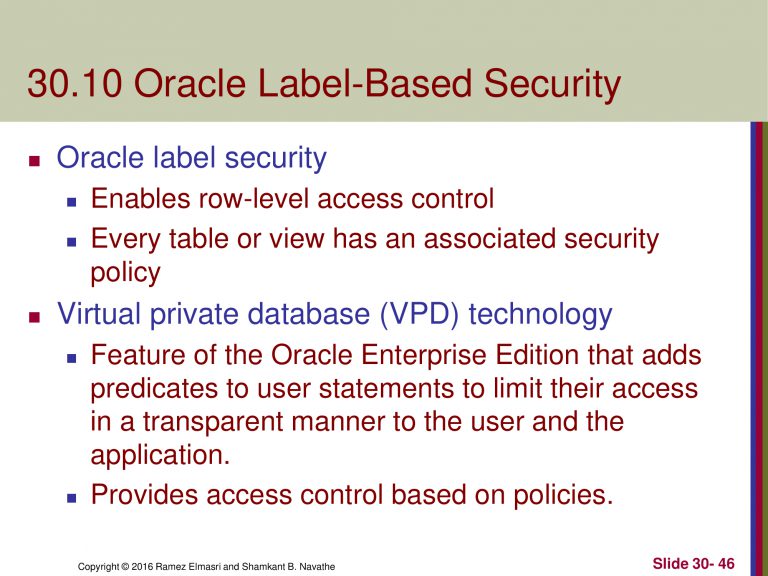 30.10 Oracle Label-Based Security
Oracle label security
Enables row-level access control
Every table or view has an associated security
policy
Virtual private database (VPD) technology
Feature of the Oracle Enterprise Edition that adds
predicates to user statements to limit their access
in a transparent manner to the user and the
application.
Provides access control based on policies.
Copyright © 2016 Ramez Elmasri and Shamkant B. Navathe
Slide 30- 46